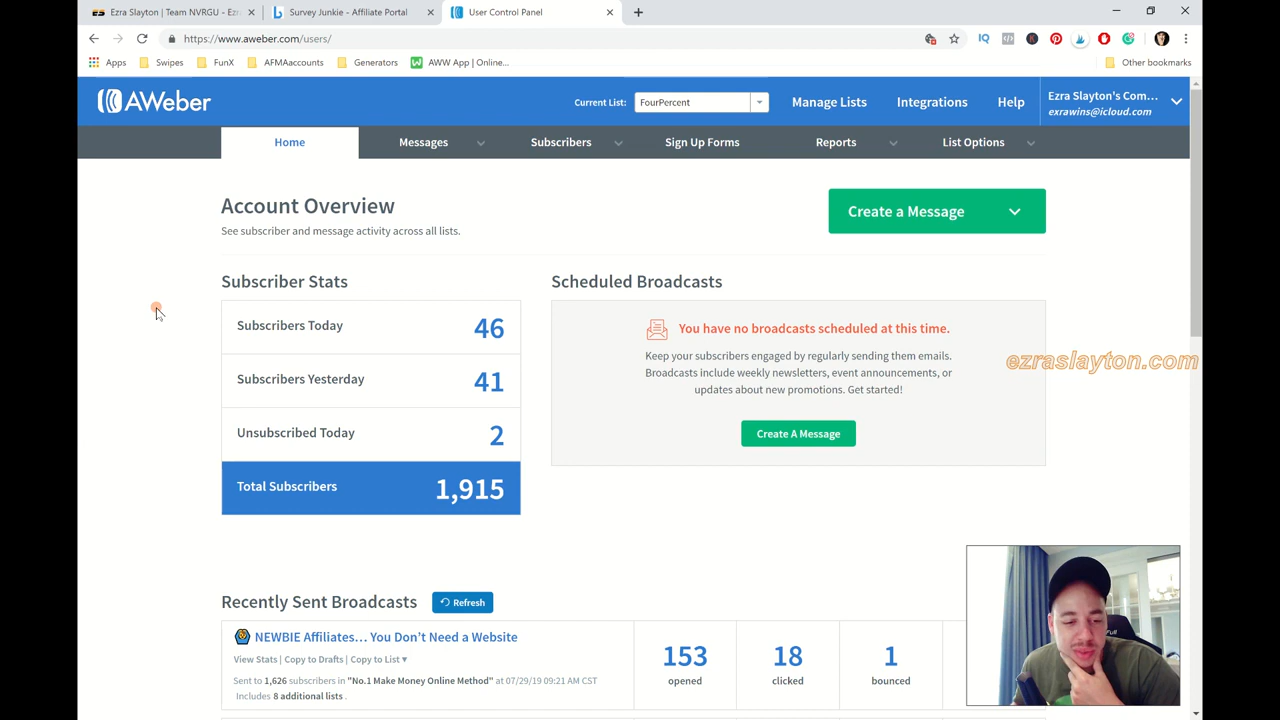 Ezra Slayton | Team NVRGU - Ez
Survey Junkie - Affiliate Portal
User Control Panel
https://www.aweber.com/users/
Apps
Swipes
FunX
AFMAaccounts
Generators
AWW App | Online...
Other bookmarks
AWeber
Current List:
FourPercent
Manage Lists
Integrations
Help
Ezra Slayton's Com...
exrawins@icloud.com
Home
Messages
Subscribers
Sign Up Forms
Reports
List Options
Account Overview
See subscriber and message activity across all lists.
Create a Message
Subscriber Stats
Subscribers Today 46
Subscribers Yesterday 41
Unsubscribed Today 2
Total Subscribers 1,915
Scheduled Broadcasts
You have no broadcasts scheduled at this time.
Keep your subscribers engaged by regularly sending them emails.
Broadcasts include weekly newsletters, event announcements, or
updates about new promotions. Get started!
Create A Message
ezraslayton.com
Recently Sent Broadcasts
Refresh
NEWBIE Affiliates... You Don't Need a Website
View Stats | Copy to Drafts | Copy to List ▾
Sent to 1,626 subscribers in "No.1 Make Money Online Method" at 07/29/19 09:21 AM CST
Includes 8 additional lists .
153
opened
18
clicked
1
bounced